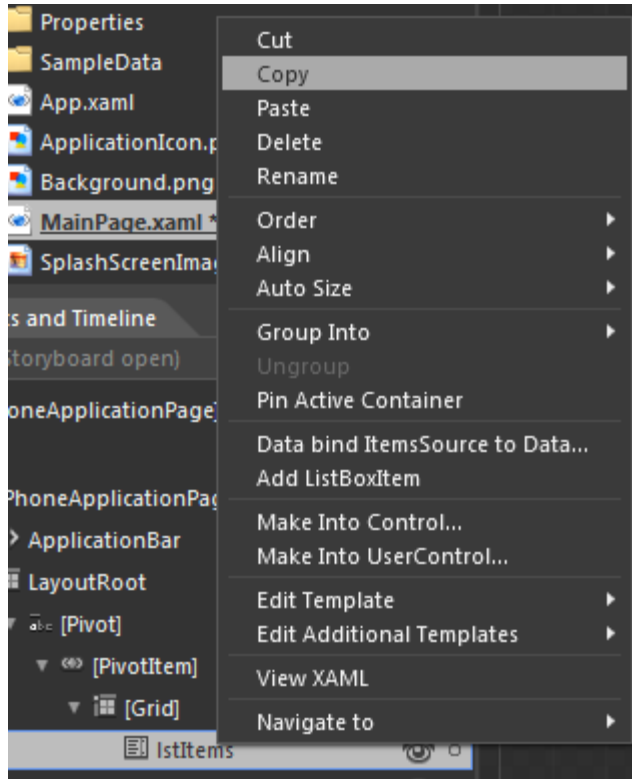 Properties
SampleData
App.xaml
ApplicationIcon.p
Background.png
MainPage.xaml *
SplashScreenIma
ts and Timeline
Storyboard open)
oneApplicationPage]
PhoneApplicationPag
ApplicationBar
LayoutRoot
abc [Pivot]
[PivotItem]
[Grid]
lstItems
Cut
Copy
Paste
Delete
Rename
Order
Align
Auto Size
Group Into
Ungroup
Pin Active Container
Data bind ItemsSource to Data...
Add ListBoxItem
Make Into Control...
Make Into UserControl...
Edit Template
Edit Additional Templates
View XAML
Navigate to